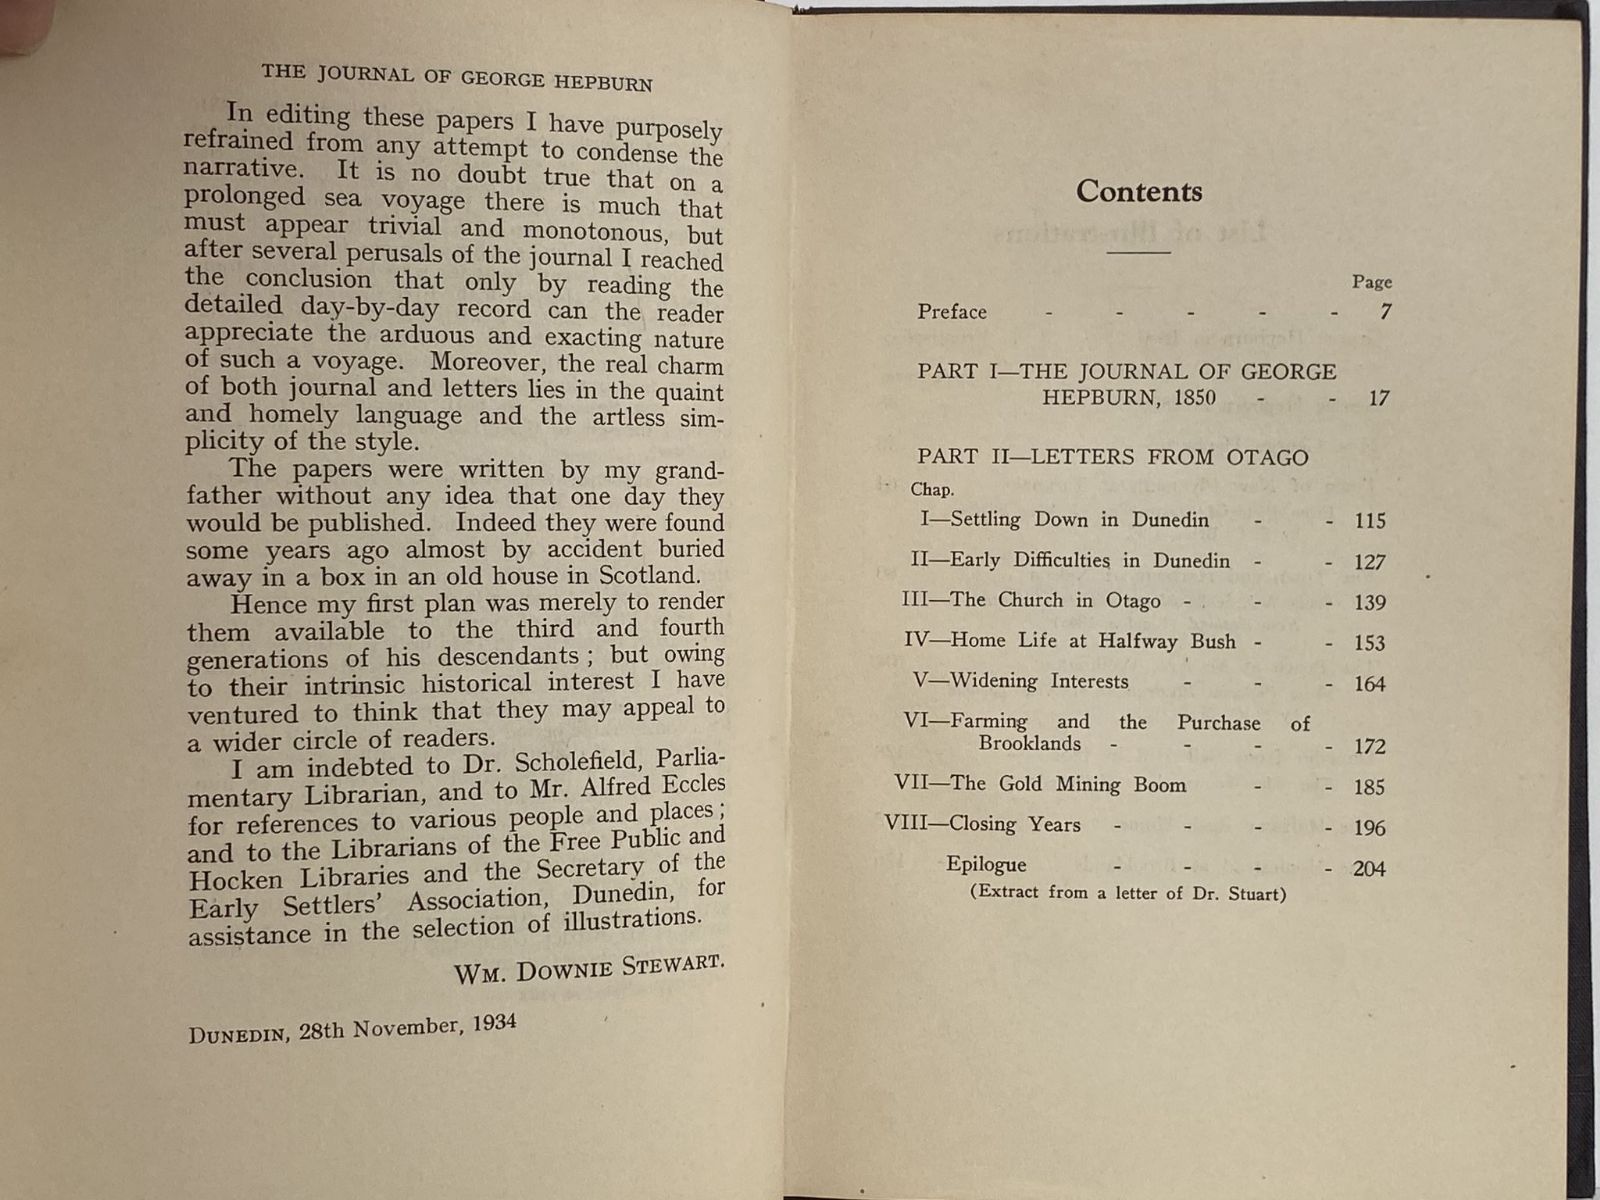 THE JOURNAL OF GEORGE HEPBURN
In editing these papers I have purposely
refrained from any attempt to condense the
narrative. It is no doubt true that on a
prolonged sea voyage there is much that
must appear trivial and monotonous, but
after several perusals of the journal I reached
the conclusion that only by reading the
detailed day-by-day record can the reader
appreciate the arduous and exacting nature
of such a voyage. Moreover, the real charm
of both journal and letters lies in the quaint
and homely language and the artless sim-
plicity of the style.
The papers were written by my grand-
father without any idea that one day they
would be published. Indeed they were found
some years ago almost by accident buried
away in a box in an old house in Scotland.
Hence my first plan was merely to render
them available to the third and fourth
generations of his descendants; but owing
to their intrinsic historical interest I have
ventured to think that they may appeal to
a wider circle of readers.
I am indebted to Dr. Scholefield, Parlia-
mentary Librarian, and to Mr. Alfred Eccles
for references to various people and places;
and to the Librarians of the Free Public and
Hocken Libraries and the Secretary of the
Early Settlers' Association, Dunedin, for
assistance in the selection of illustrations.
WM. DOWNIE STEWART.
DUNEDIN, 28th November, 1934
Contents
Page
Preface - - - - - 7
PART I—THE JOURNAL OF GEORGE
HEPBURN, 1850 - - 17
PART II—LETTERS FROM OTAGO
Chap.
I—Settling Down in Dunedin - - 115
II—Early Difficulties in Dunedin - - 127
III—The Church in Otago - - - 139
IV—Home Life at Halfway Bush - - 153
V—Widening Interests - - - 164
VI—Farming and the Purchase of
Brooklands - - - - 172
VII—The Gold Mining Boom - - 185
VIII—Closing Years - - - - 196
Epilogue - - - - 204
(Extract from a letter of Dr. Stuart)